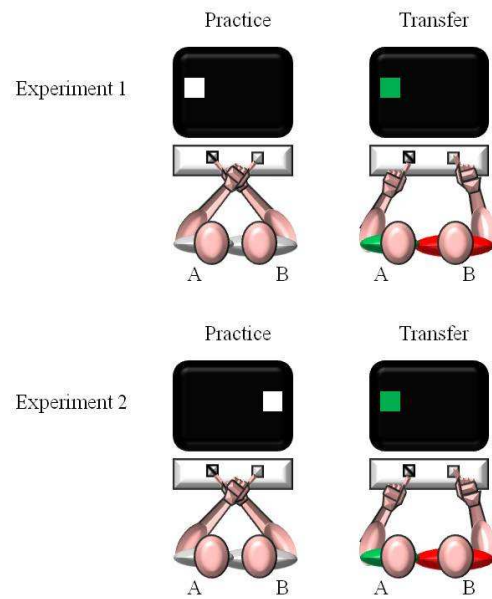 Practice Transfer
Experiment 1
A B A B
Practice Transfer
Experiment 2
A B A B